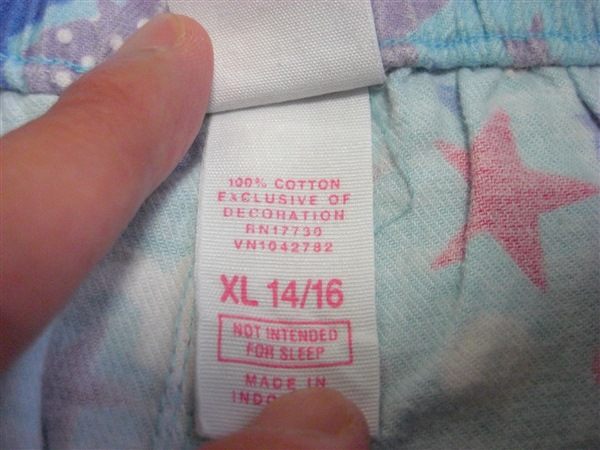 100% COTTON
EXCLUSIVE OF
DECORATION
RN17730
VN1042782
XL 14/16
NOT INTENDED
FOR SLEEP
MADE IN